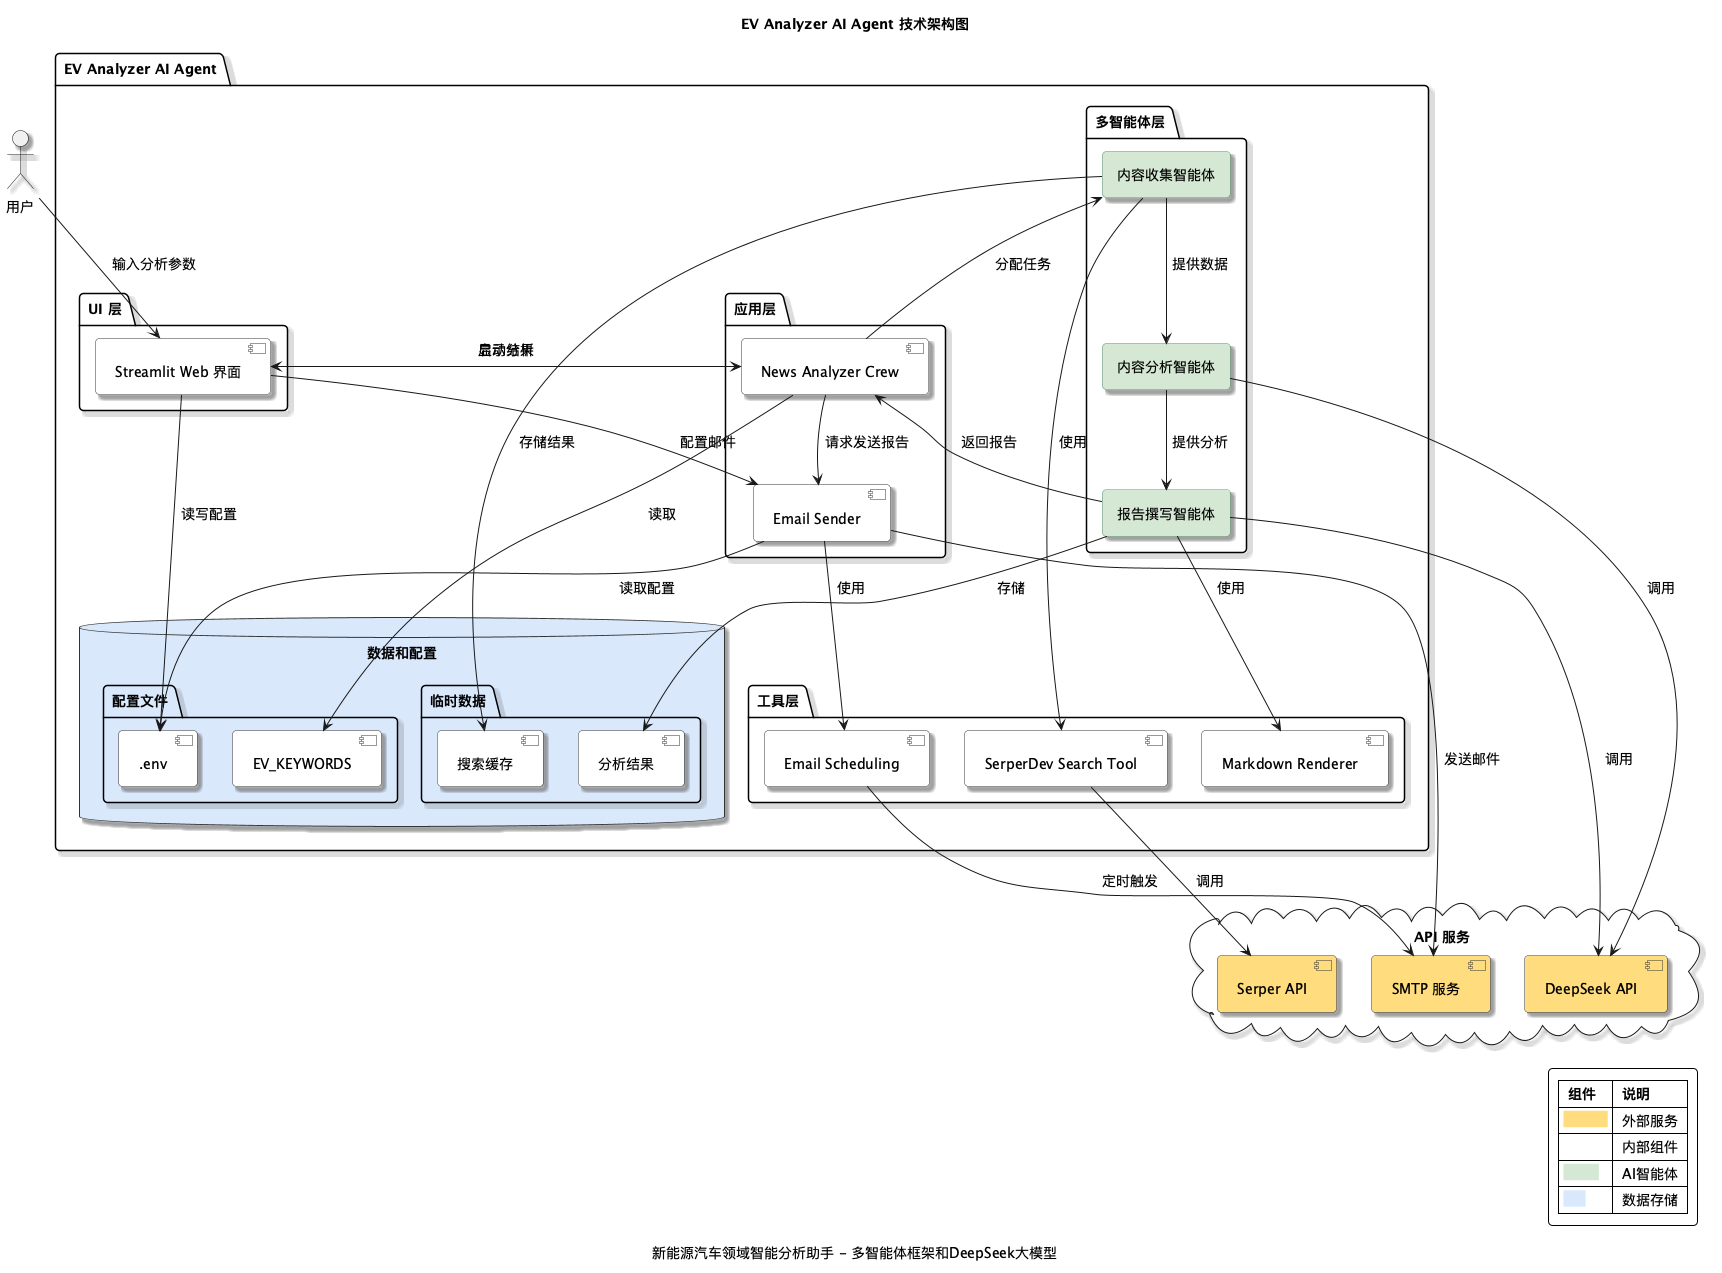 EV Analyzer AI Agent 技术架构图
EV Analyzer AI Agent
多智能体层
内容收集智能体
用户
输入分析参数
分配任务
提供数据
UI 层
应用层
Streamlit Web 界面
News Analyzer Crew
内容分析智能体
存储结果
配置邮件
请求发送报告
返回报告
使用
提供分析
读写配置
读取
Email Sender
报告撰写智能体
读取配置
使用
存储
使用
调用
数据和配置
配置文件
临时数据
工具层
.env
EV_KEYWORDS
搜索缓存
分析结果
Email Scheduling
SerperDev Search Tool
Markdown Renderer
发送邮件
调用
定时触发
调用
API 服务
Serper API
SMTP 服务
DeepSeek API
组件 说明
外部服务
内部组件
AI智能体
数据存储
新能源汽车领域智能分析助手 – 多智能体框架和DeepSeek大模型